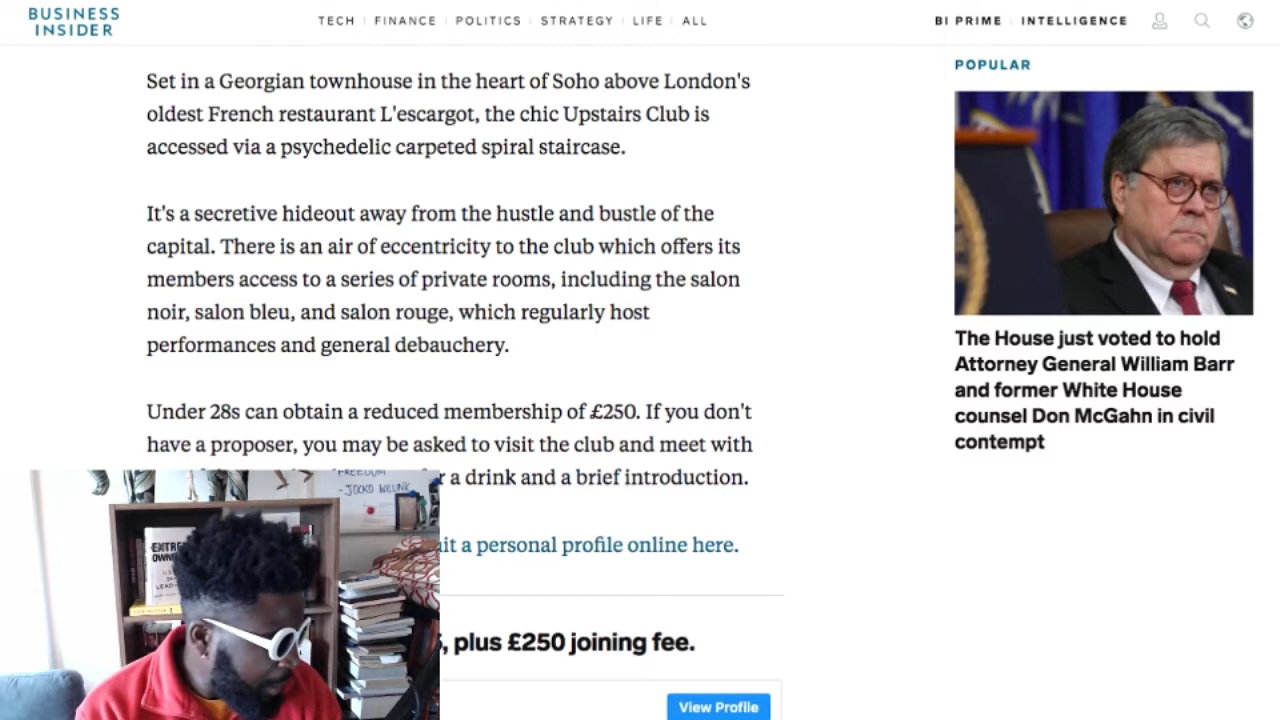 BUSINESS
INSIDER
TECH
FINANCE
POLITICS
STRATEGY
LIFE
ALL
BI PRIME
INTELLIGENCE
Set in a Georgian townhouse in the heart of Soho above London's
oldest French restaurant L'escargot, the chic Upstairs Club is
accessed via a psychedelic carpeted spiral staircase.
It's a secretive hideout away from the hustle and bustle of the
capital. There is an air of eccentricity to the club which offers its
members access to a series of private rooms, including the salon
noir, salon bleu, and salon rouge, which regularly host
performances and general debauchery.
Under 28s can obtain a reduced membership of £250. If you don't
have a proposer, you may be asked to visit the club and meet with
a drink and a brief introduction.
a personal profile online here.
, plus £250 joining fee.
View Profile
POPULAR
The House just voted to hold
Attorney General William Barr
and former White House
counsel Don McGahn in civil
contempt
FREEDOM
-JOCKO WILLINK